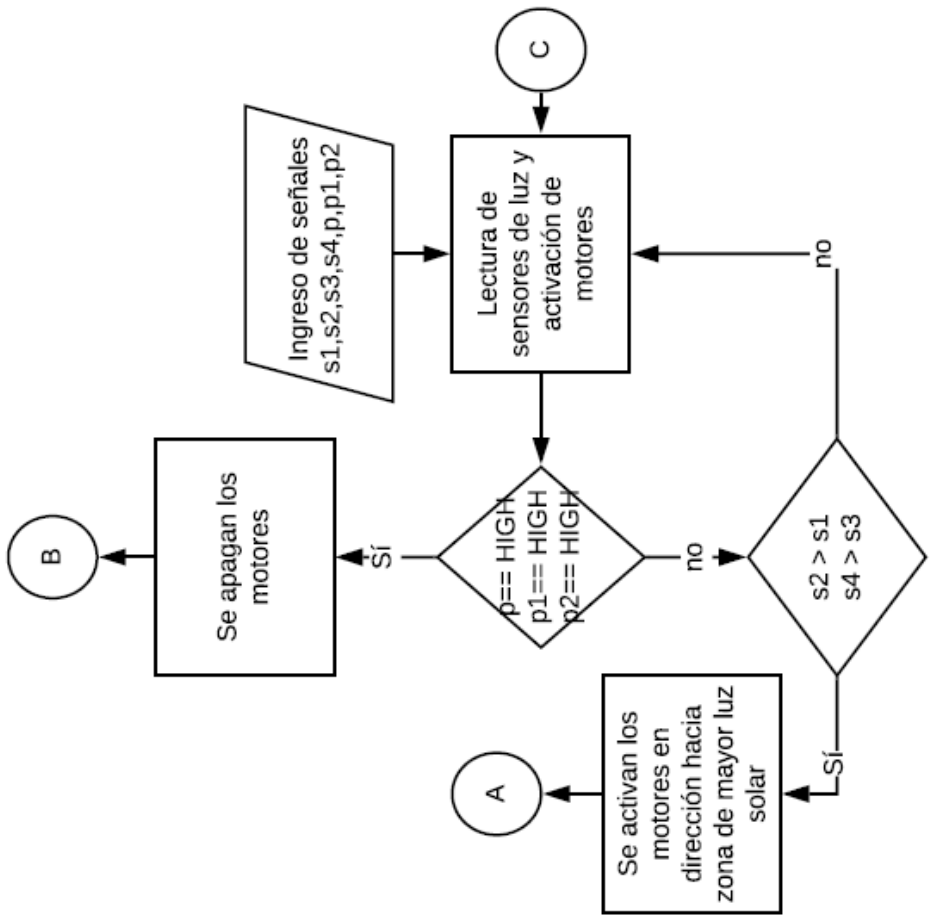 C
Ingreso de señales
s1,s2,s3,s4,p,p1,p2
Lectura de
sensores de luz y
activación de
motores
p== HIGH
p1== HIGH
p2== HIGH
Sí
Se apagan los
motores
B
no
s2 > s1
s4 > s3
no
Sí
Se activan los
motores en
dirección hacia
zona de mayor luz
solar
A